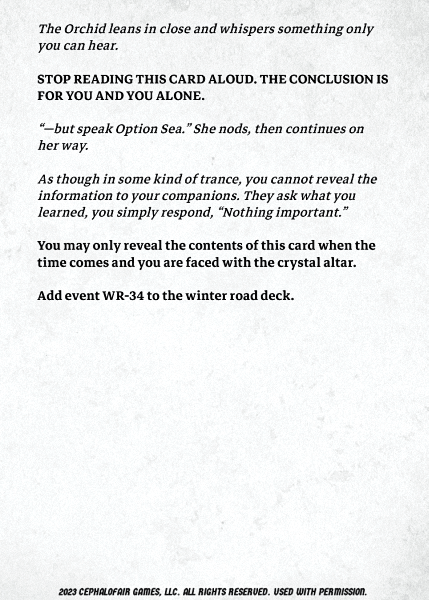 The Orchid leans in close and whispers something only
you can hear.
STOP READING THIS CARD ALOUD. THE CONCLUSION IS
FOR YOU AND YOU ALONE.
“—but speak Option Sea.” She nods, then continues on
her way.
As though in some kind of trance, you cannot reveal the
information to your companions. They ask what you
learned, you simply respond, “Nothing important.”
You may only reveal the contents of this card when the
time comes and you are faced with the crystal altar.
Add event WR-34 to the winter road deck.
2023 CEPHALOFAIR GAMES, LLC. ALL RIGHTS RESERVED. USED WITH PERMISSION.